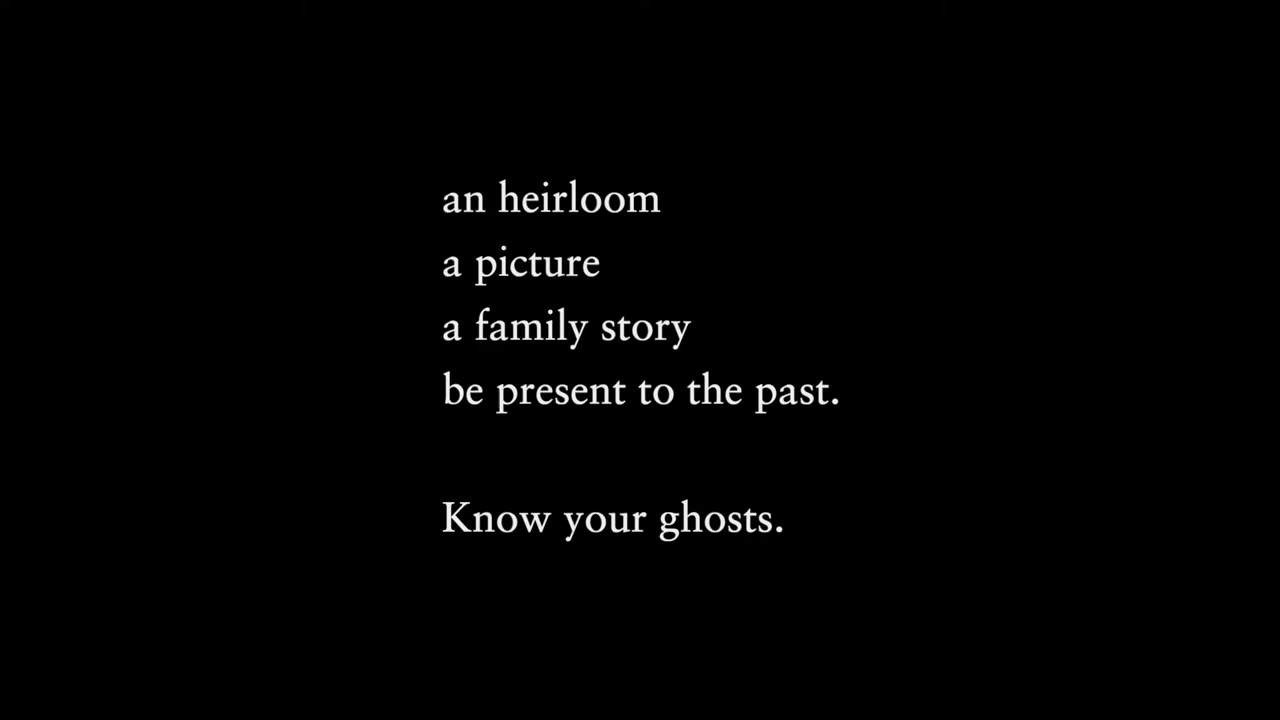 an heirloom
a picture
a family story
be present to the past.
Know your ghosts.